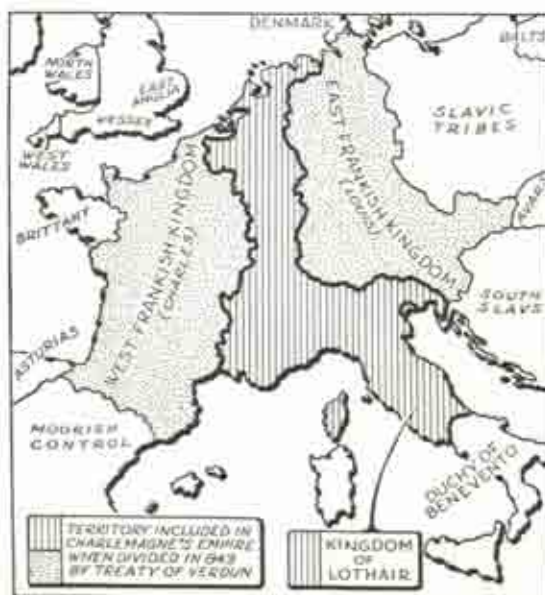 DENMARK
BALTS
NORTH
WALES
EAST
ANGLIA
WESSEX
WEST
WALES
SLAVIC
TRIBES
AVARS
BRITTANY
WEST FRANKISH KINGDOM
(CHARLES)
EAST FRANKISH KINGDOM
(LOUIS)
SOUTH
SLAVS
ASTURIAS
MOORISH
CONTROL
DUCHY OF
BENEVENTO
TERRITORY INCLUDED IN
CHARLEMAGNE'S EMPIRE
WHEN DIVIDED IN 843
BY TREATY OF VERDUN
KINGDOM
OF
LOTHAIR